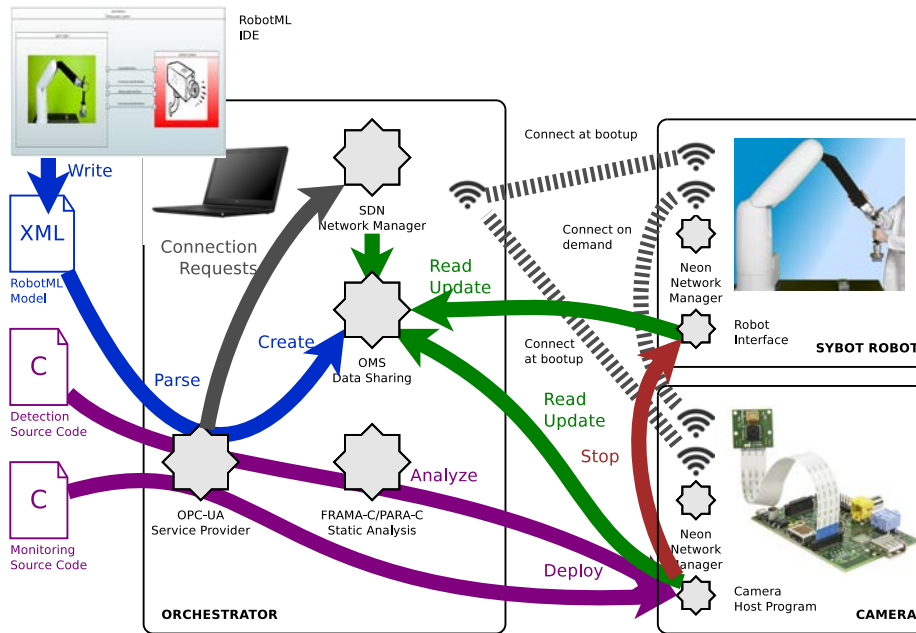 RobotML
IDE
Write
XML
RobotML
Model
C
Detection
Source Code
C
Monitoring
Source Code
Connection
Requests
SDN
Network Manager
Read
Update
Create
OMS
Data Sharing
Parse
OPC-UA
Service Provider
FRAMA-C/PARA-C
Static Analysis
Analyze
Deploy
ORCHESTRATOR
Connect at bootup
Connect on
demand
Connect
at bootup
Read
Update
Stop
Neon
Network
Manager
Robot
Interface
SYBOT ROBOT
Neon
Network
Manager
Camera
Host Program
CAMERA